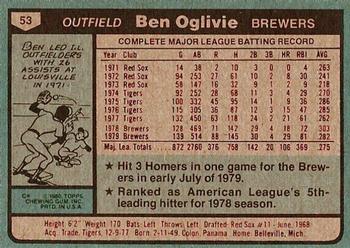 53
OUTFIELD
Ben Oglivie
BREWERS
BEN LED I.L.
OUTFIELDERS
WITH 26
ASSISTS AT
LOUISVILLE
IN 1971.
C# © 1980 TOPPS
CHEWING GUM, INC.
PRTD. IN U.S.A.
COMPLETE MAJOR LEAGUE BATTING RECORD
G AB R H 2B 3B HR RBI AVG
1971 Red Sox 14 38 2 10 3 0 0 4 .263
1972 Red Sox 94 253 27 61 10 2 8 30 .241
1973 Red Sox 58 147 16 32 9 1 2 9 .218
1974 Tigers 92 252 28 68 11 3 4 29 .270
1975 Tigers 100 332 45 95 14 1 9 36 .286
1976 Tigers 115 305 36 87 12 3 15 47 .285
1977 Tigers 132 450 63 118 24 2 21 61 .262
1978 Brewers 128 469 71 142 29 4 18 72 .303
1979 Brewers 139 514 88 145 30 4 29 81 .282
Maj. Lea. Totals 872 2760 376 758 142 20 106 369 .275
★ Hit 3 Homers in one game for the Brew-
ers in early July of 1979.
★ Ranked as American League's 5th-
leading hitter for 1978 season.
Height 6'2" Weight 170 Bats-Left Throws-Left Drafted: Red Sox #11-June, 1968
Acq. Trade, Tigers, 12-9-77 Born 2-11-49, Colon, Panama Home: Belleville, Mich.